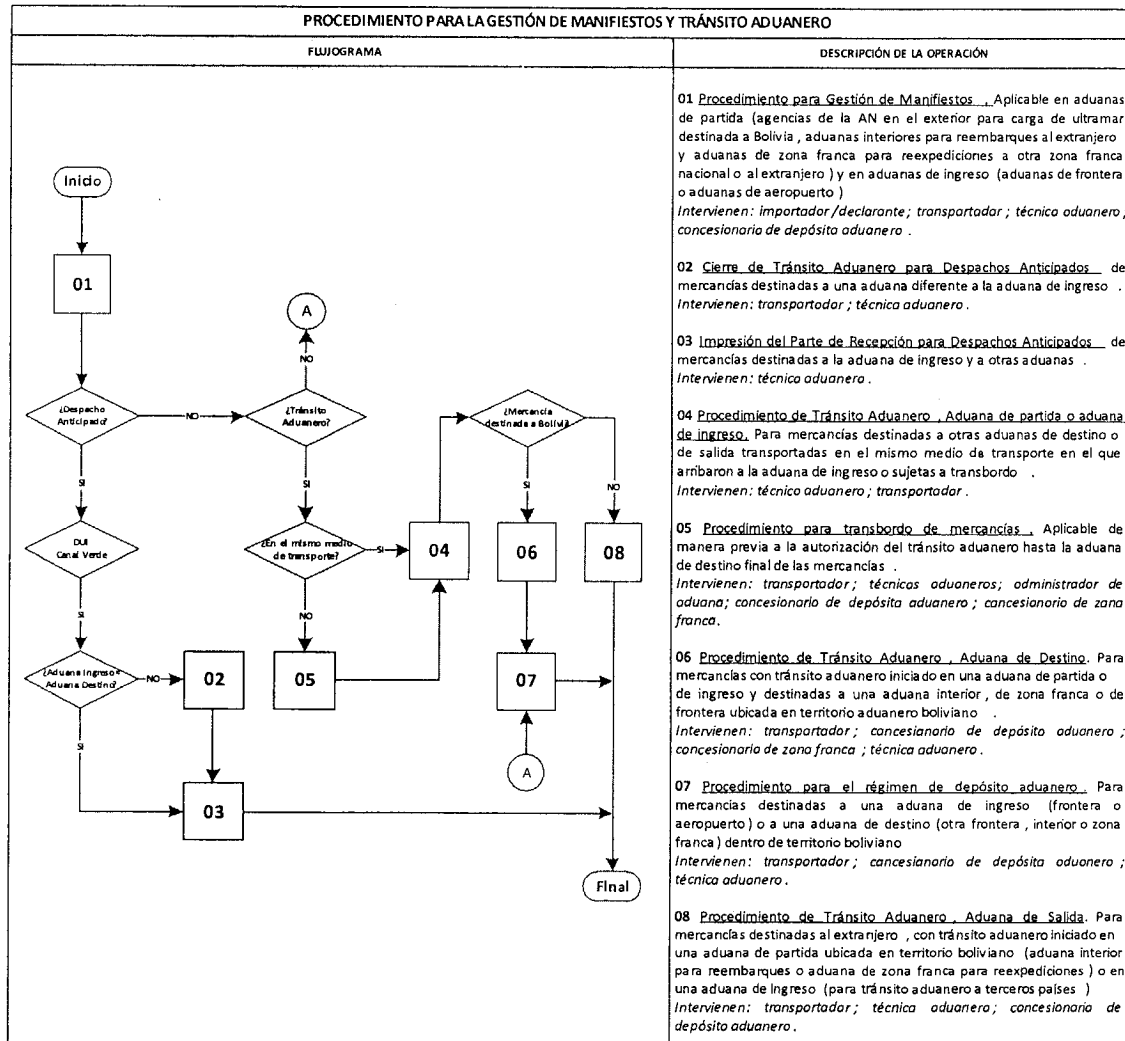 PROCEDIMIENTO PARA LA GESTIÓN DE MANIFIESTOS Y TRÁNSITO ADUANERO
FLUJOGRAMA
Inicio
01
A
NO
¿Despacho
Anticipado?
NO
¿Tránsito
Aduanero?
¿Mercancía
destinada a Bolivia
SI
SI
SI
NO
DUI
Canal Verde
¿En el mismo medio
de transporte?
SI
04
06
08
SI
NO
¿Aduana Ingreso=
Aduana Destino?
NO
02
05
07
SI
A
03
Final
DESCRIPCIÓN DE LA OPERACIÓN
01 Procedimiento para Gestión de Manifiestos . Aplicable en aduanas
de partida (agencias de la AN en el exterior para carga de ultramar
destinada a Bolivia , aduanas interiores para reembarques al extranjero
y aduanas de zona franca para reexpediciones a otra zona franca
nacional o al extranjero ) y en aduanas de ingreso (aduanas de frontera
o aduanas de aeropuerto )
Intervienen: importador/declarante; transportador ; técnico aduanero ;
concesionario de depósito aduanero .
02 Cierre de Tránsito Aduanero para Despachos Anticipados de
mercancías destinadas a una aduana diferente a la aduana de ingreso .
Intervienen: transportador ; técnico aduanero .
03 Impresión del Parte de Recepción para Despachos Anticipados de
mercancías destinadas a la aduana de ingreso y a otras aduanas .
Intervienen: técnico aduanero .
04 Procedimiento de Tránsito Aduanero , Aduana de partida o aduana
de ingreso. Para mercancías destinadas a otras aduanas de destino o
de salida transportadas en el mismo medio de transporte en el que
arribaron a la aduana de ingreso o sujetas a transbordo .
Intervienen: técnico aduanero ; transportador .
05 Procedimiento para transbordo de mercancías . Aplicable de
manera previa a la autorización del tránsito aduanero hasta la aduana
de destino final de las mercancías .
Intervienen: transportador; técnicos aduaneros; administrador de
aduana; concesionario de depósito aduanero ; concesionario de zona
franca.
06 Procedimiento de Tránsito Aduanero , Aduana de Destino. Para
mercancías con tránsito aduanero iniciado en una aduana de partida o
de ingreso y destinadas a una aduana interior , de zona franca o de
frontera ubicada en territorio aduanero boliviano .
Intervienen: transportador ; concesionario de depósito aduanero ;
concesionario de zona franca ; técnico aduanero .
07 Procedimiento para el régimen de depósito aduanero . Para
mercancías destinadas a una aduana de ingreso (frontera o
aeropuerto ) o a una aduana de destino (otra frontera , interior o zona
franca ) dentro de territorio boliviano
Intervienen: transportador ; concesionario de depósito aduanero ;
técnico aduanero .
08 Procedimiento de Tránsito Aduanero , Aduana de Salida. Para
mercancías destinadas al extranjero , con tránsito aduanero iniciado en
una aduana de partida ubicada en territorio boliviano (aduana interior
para reembarques o aduana de zona franca para reexpediciones ) o en
una aduana de ingreso (para tránsito aduanero a terceros países )
Intervienen: transportador; técnico aduanero; concesionario de
depósito aduanero .